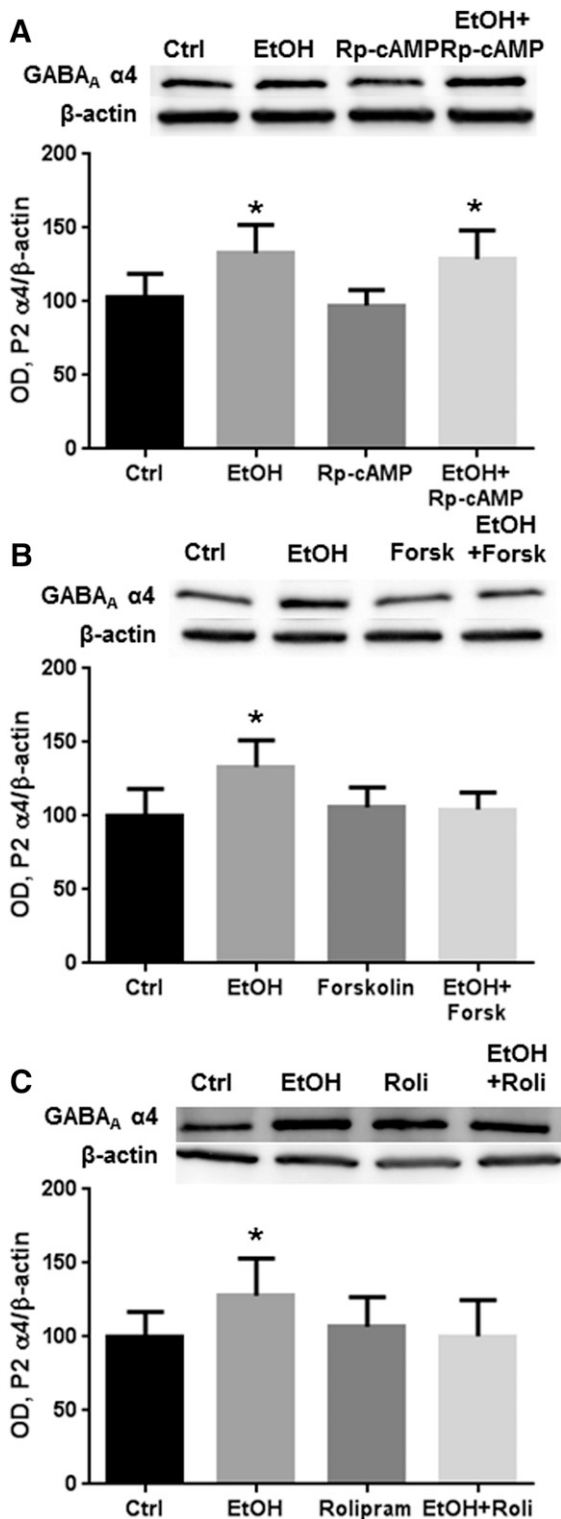 A
Ctrl EtOH Rp-cAMP EtOH+
Rp-cAMP
GABAA α4
β-actin
OD, P2 α4/β-actin
200
150
100
50
0
* *
Ctrl EtOH Rp-cAMP EtOH+
Rp-cAMP
B
Ctrl EtOH Forsk EtOH
+Forsk
GABAA α4
β-actin
OD, P2 α4/β-actin
200
150
100
50
0
*
Ctrl EtOH Forskolin EtOH+
Forsk
C
Ctrl EtOH Roli EtOH
+Roli
GABAA α4
β-actin
OD, P2 α4/β-actin
200
150
100
50
0
*
Ctrl EtOH Rolipram EtOH+Roli